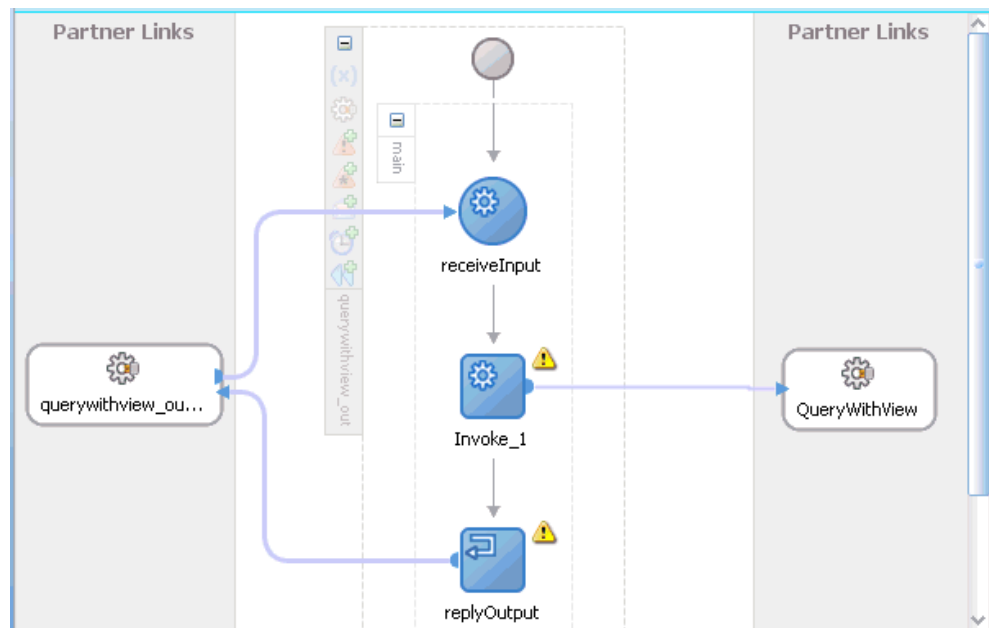 Partner Links
Partner Links
(x)
main
receiveInput
querywithview_out
querywithview_ou...
Invoke_1
QueryWithView
replyOutput